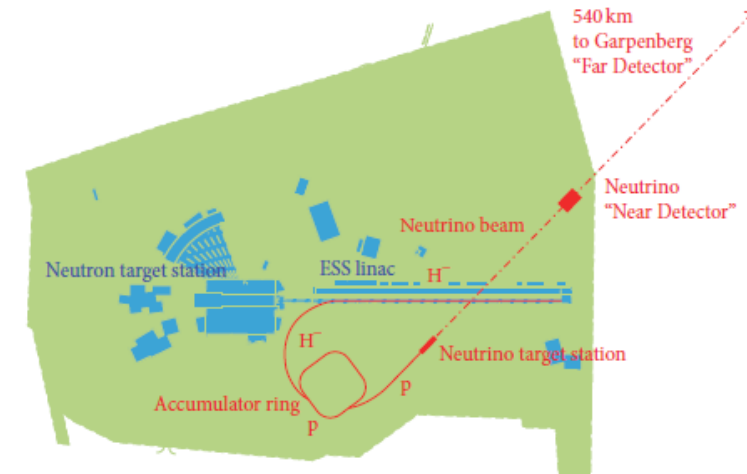 540 km
to Garpenberg
“Far Detector”
Neutrino
“Near Detector”
Neutrino beam
Neutron target station
ESS linac
H⁻
H⁻
Neutrino target station
p
Accumulator ring
p